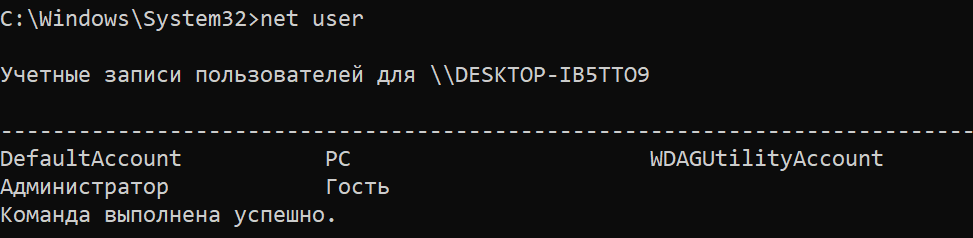 C:\Windows\System32>net user
Учетные записи пользователей для \\DESKTOP-IB5TTO9
-------------------------------------------------------------------------------
DefaultAccount           PC                       WDAGUtilityAccount
Администратор            Гость
Команда выполнена успешно.